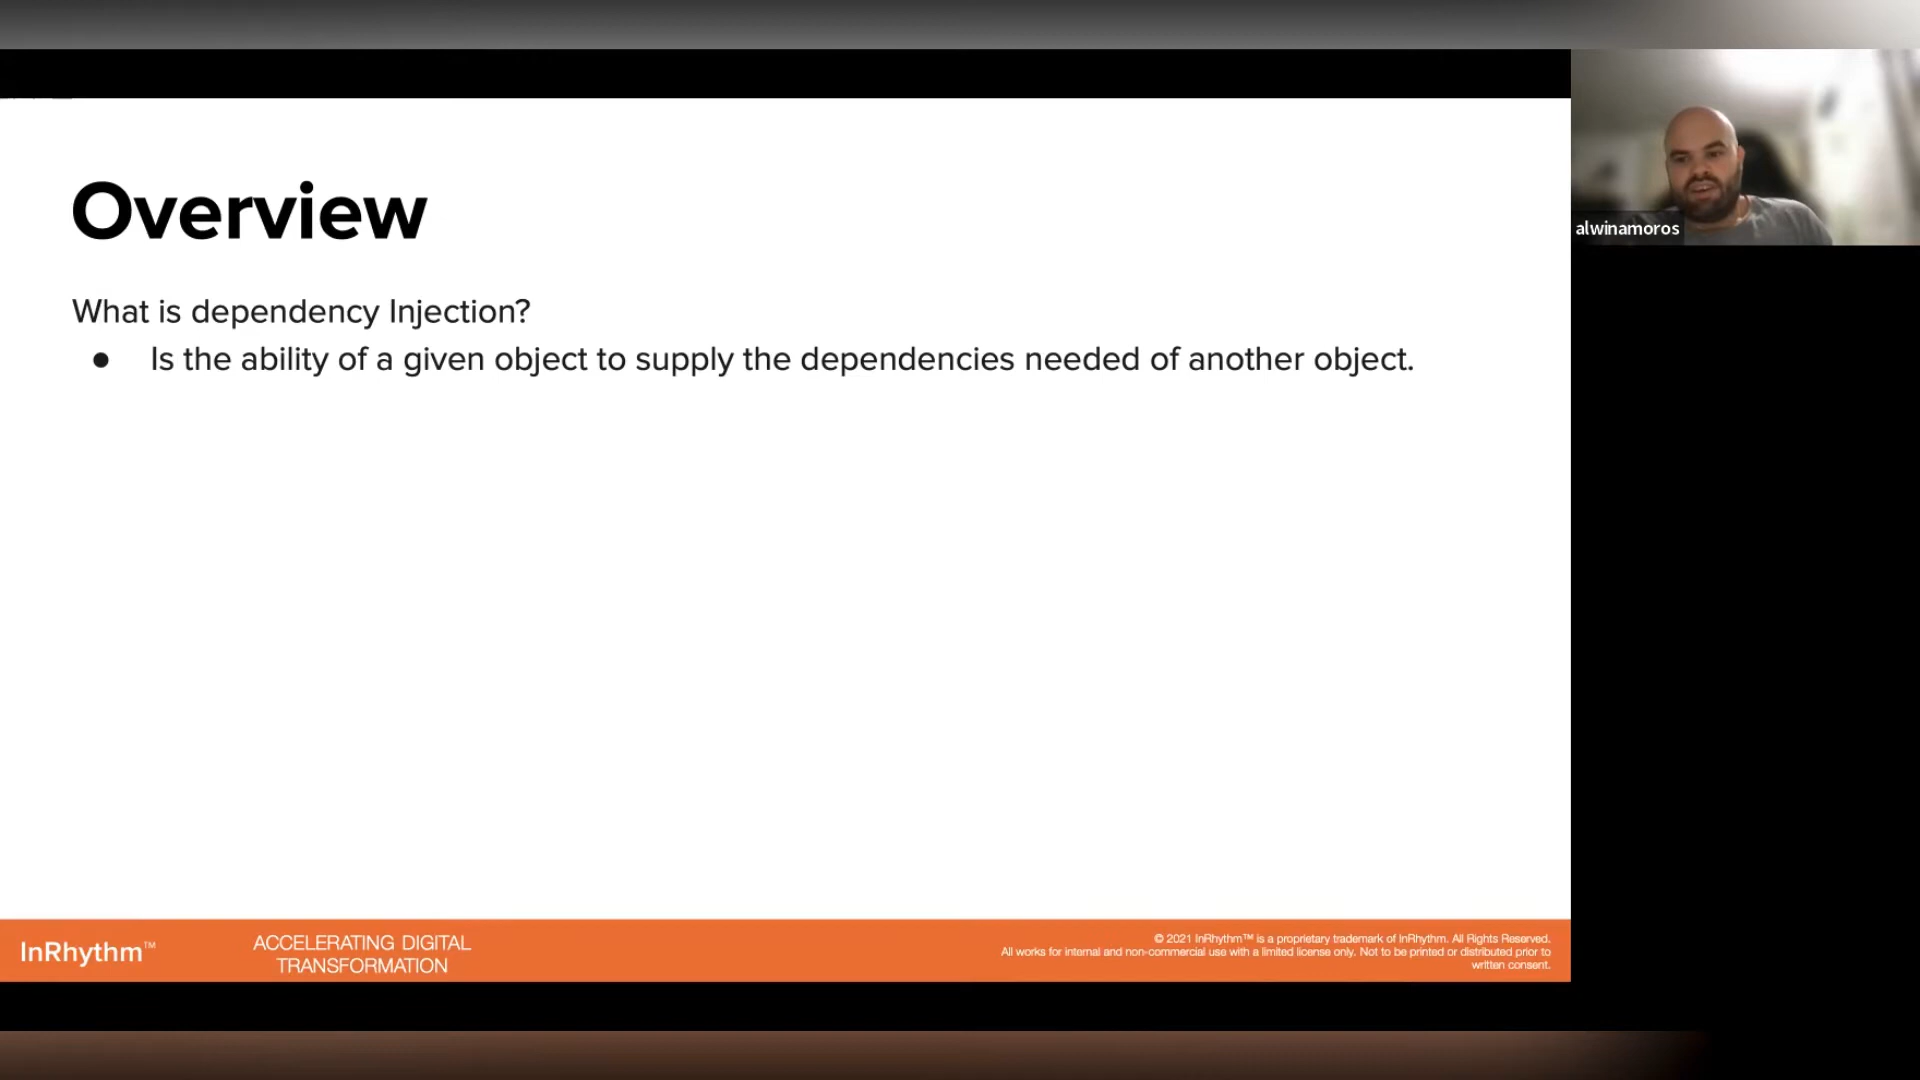 Overview
What is dependency Injection?
● Is the ability of a given object to supply the dependencies needed of another object.
alwinamoros
InRhythm™
ACCELERATING DIGITAL
TRANSFORMATION
© 2021 InRhythm™ is a proprietary trademark of InRhythm. All Rights Reserved.
All works for internal and non-commercial use with a limited license only. Not to be printed or distributed prior to
written consent.